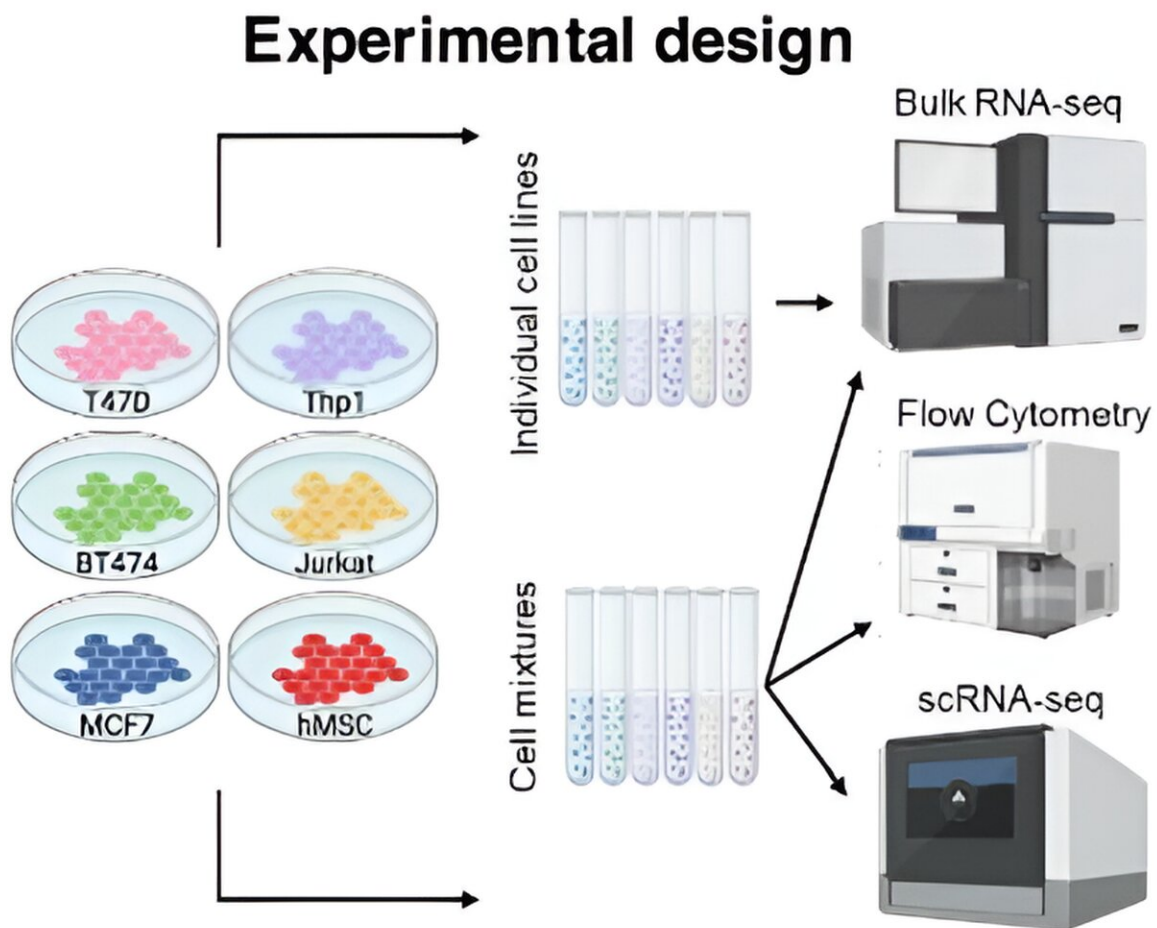 Experimental design
Bulk RNA-seq
Individual cell lines
T47D
Thp1
Flow Cytometry
BT474
Jurkat
Cell mixtures
MCF7
hMSC
scRNA-seq